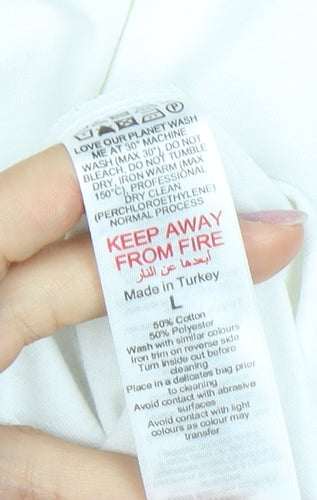 LOVE OUR PLANET WASH
ME AT 30° MACHINE
WASH (MAX 30°), DO NOT
BLEACH, DO NOT TUMBLE
DRY, IRON WARM (MAX
150°C), PROFESSIONAL
DRY CLEAN
(PERCHLOROETHYLENE)
NORMAL PROCESS
KEEP AWAY
FROM FIRE
أبعدها عن النار
Made in Turkey
L
50% Cotton
50% Polyester
Wash with similar colours
Iron trim on reverse side
Turn inside out before
cleaning
Place in a delicates bag prior
to cleaning
Avoid contact with abrasive
surfaces
Avoid contact with light
colours as colour may
transfer